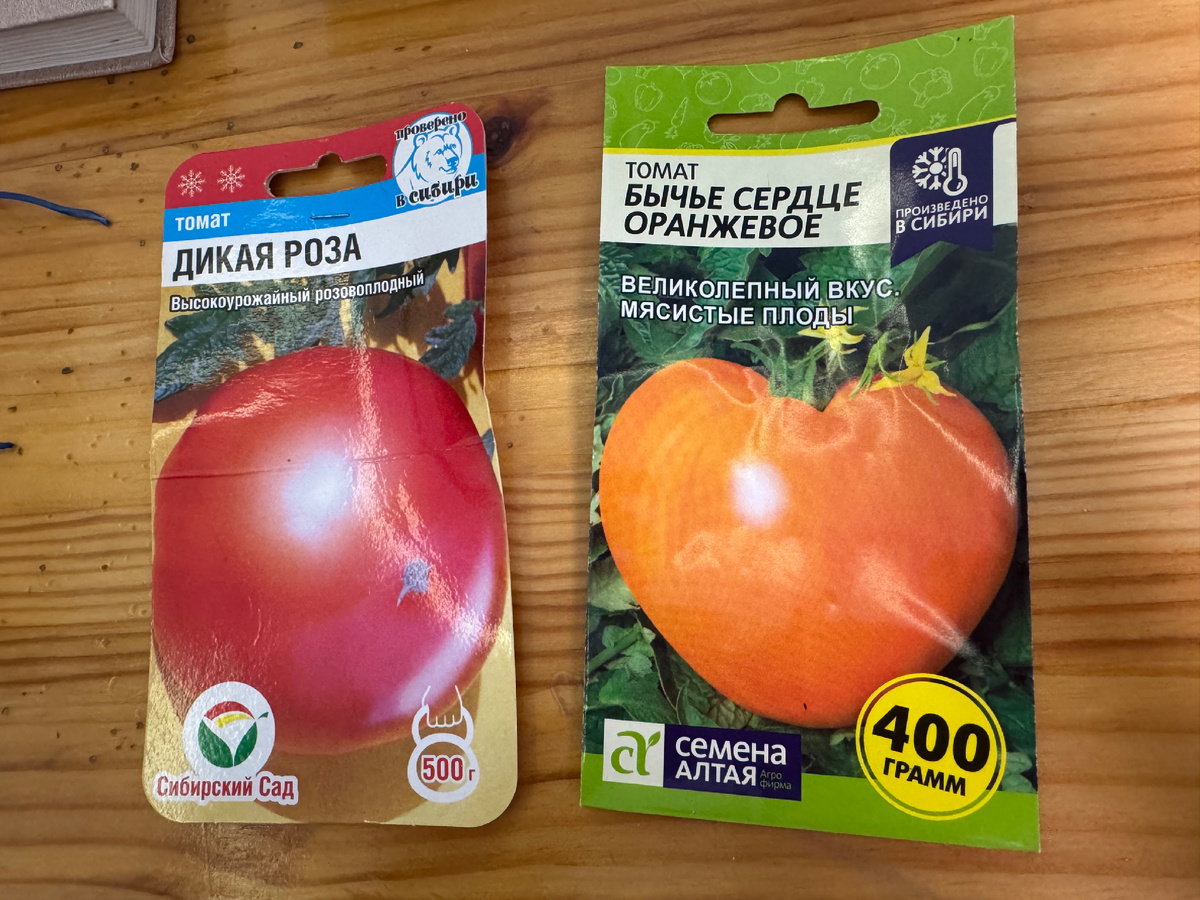 проверено
в сибири
томат
ДИКАЯ РОЗА
Высокоурожайный розовоплодный
Сибирский Сад
500 г
ТОМАТ
БЫЧЬЕ СЕРДЦЕ
ОРАНЖЕВОЕ
ПРОИЗВЕДЕНО
В СИБИРИ
ВЕЛИКОЛЕПНЫЙ ВКУС.
МЯСИСТЫЕ ПЛОДЫ
семена
АЛТАЯ
Агро
фирма
400
ГРАММ